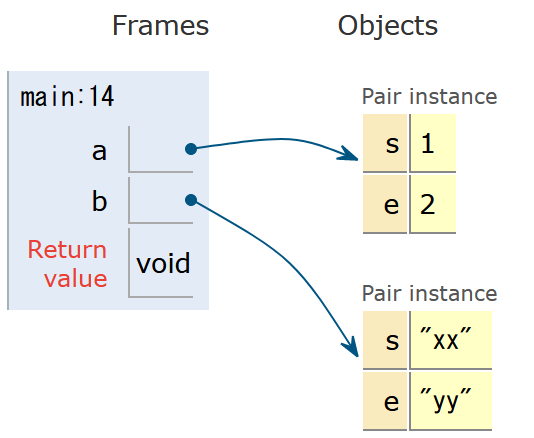 Frames Objects
main:14
a
b
Return
value
void
Pair instance
s 1
e 2
Pair instance
s "xx"
e "yy"